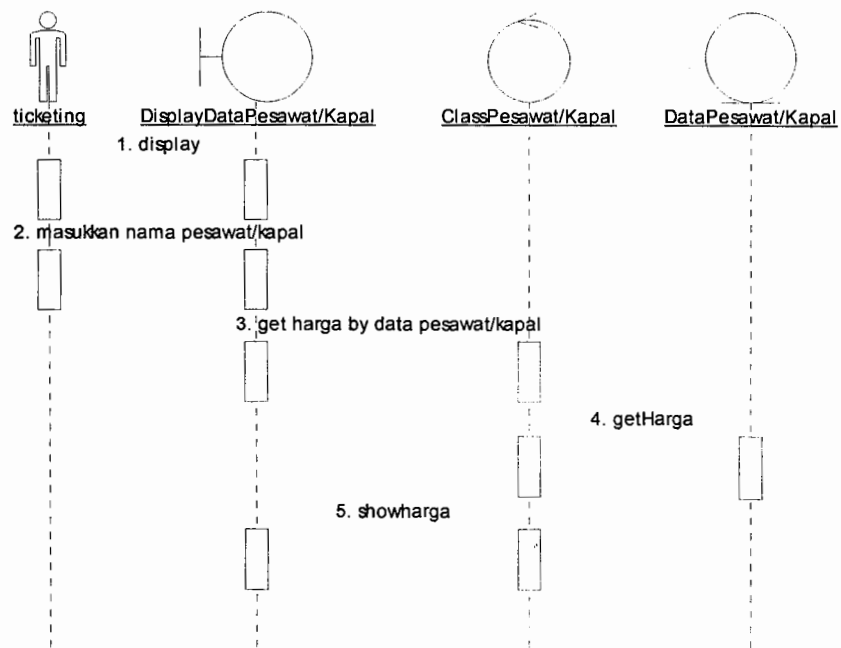 ticketing DisplayDataPesawat/Kapal ClassPesawat/Kapal DataPesawat/Kapal
1. display
2. masukkan nama pesawat/kapal
3. get harga by data pesawat/kapal
4. getHarga
5. showharga